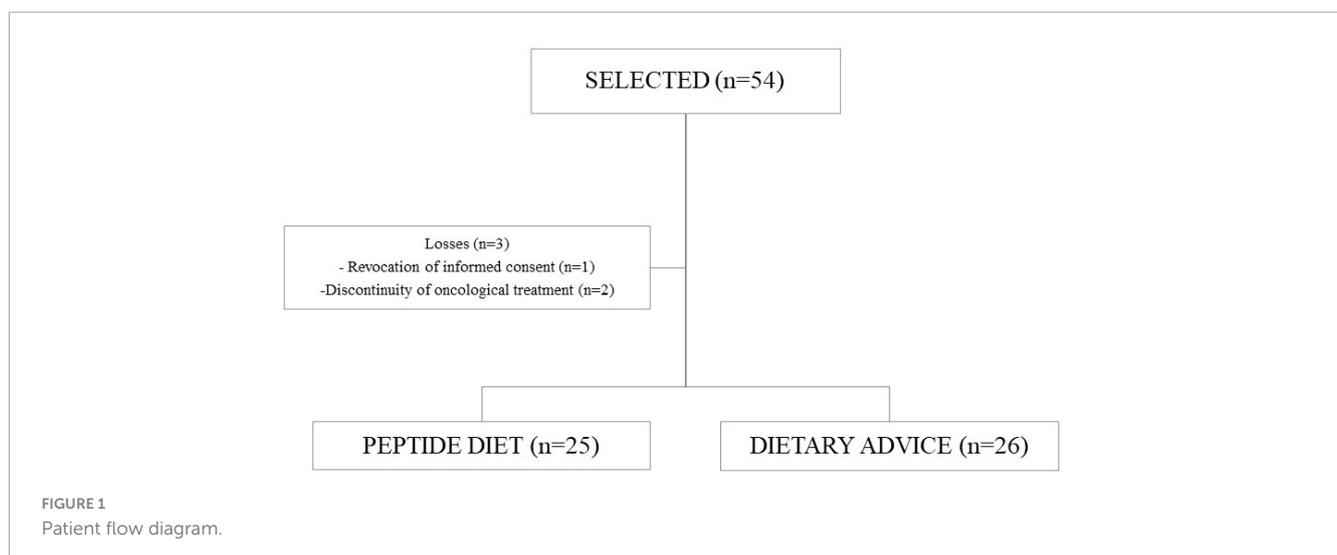 SELECTED (n=54)
Losses (n=3)
- Revocation of informed consent (n=1)
-Discontinuity of oncological treatment (n=2)
PEPTIDE DIET (n=25)
DIETARY ADVICE (n=26)
FIGURE 1
Patient flow diagram.